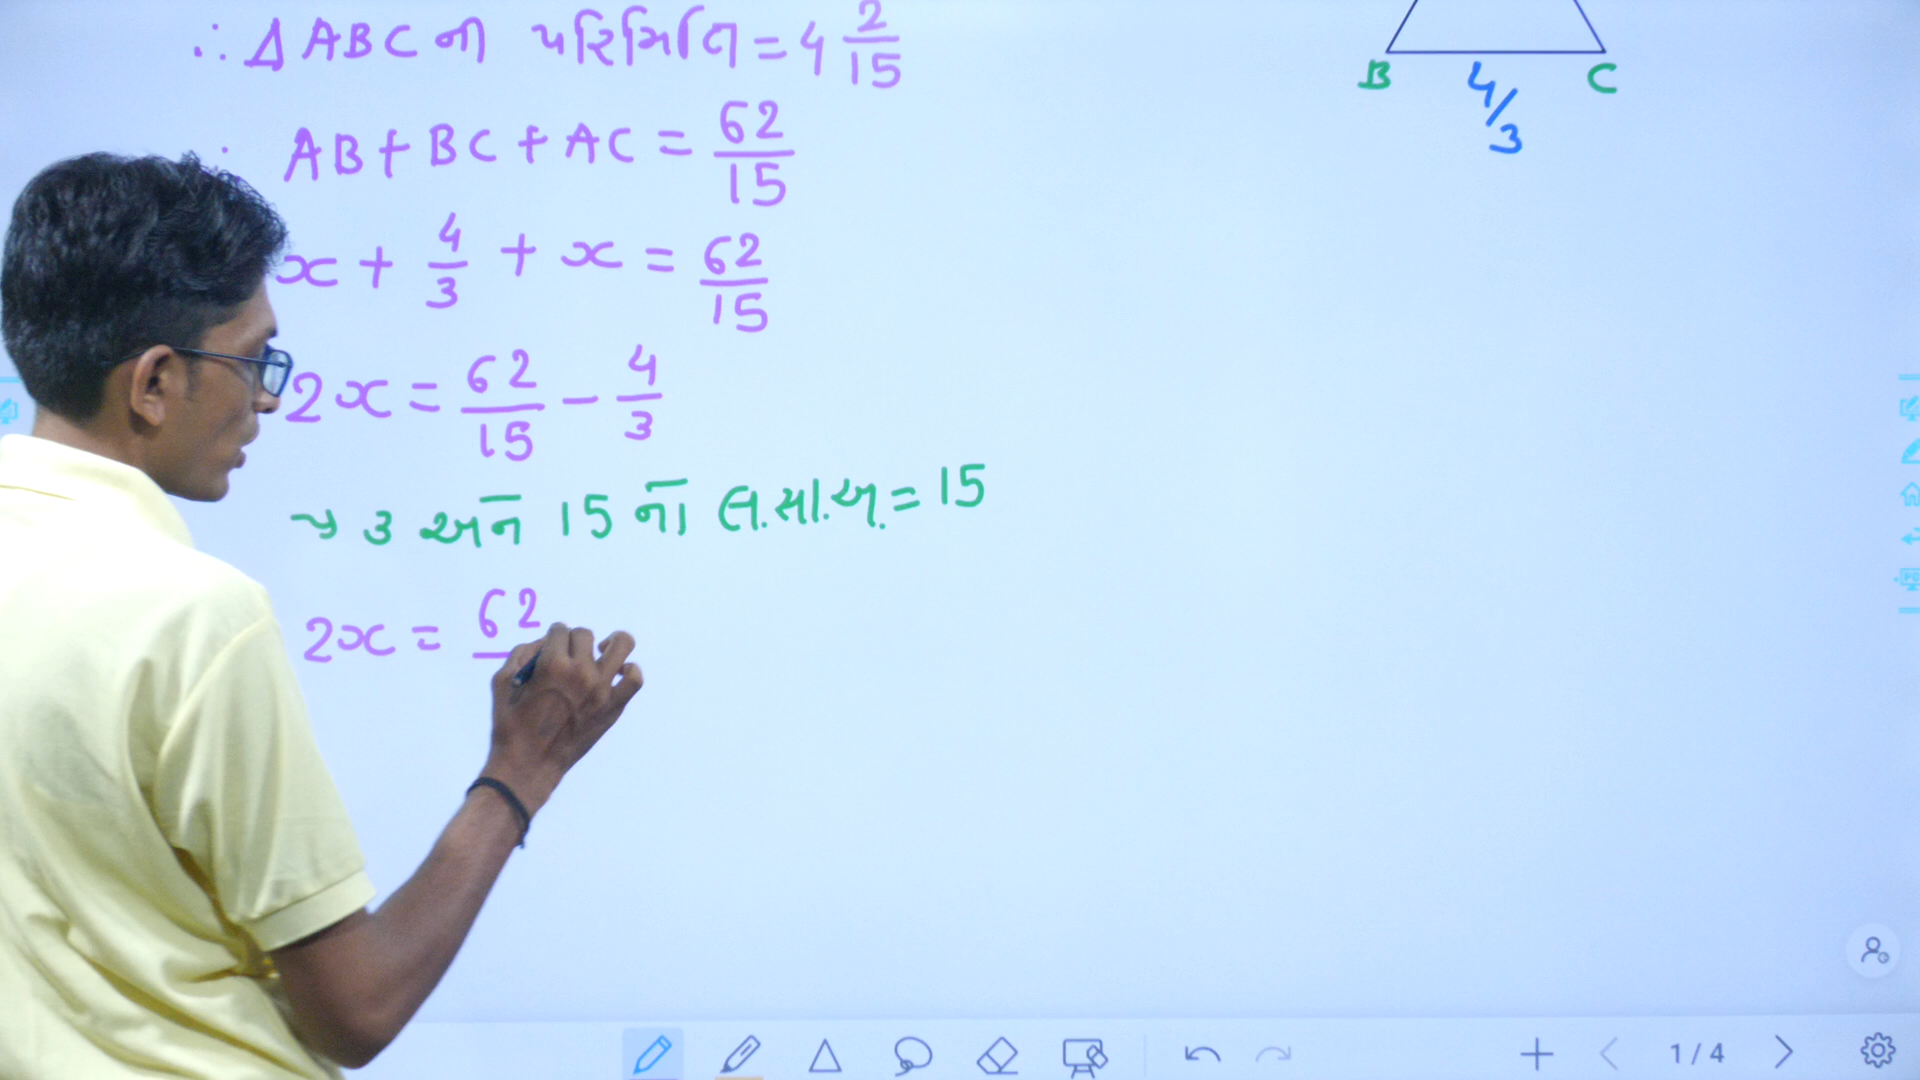 ∴ △ ABC ની પરિમિતિ = 4 2/15
∴ AB + BC + AC = 62/15
x + 4/3 + x = 62/15
2x = 62/15 - 4/3
→ 3 અને 15 નો લ.સા.અ. = 15
2x = 62
B C
4/3
1 / 4